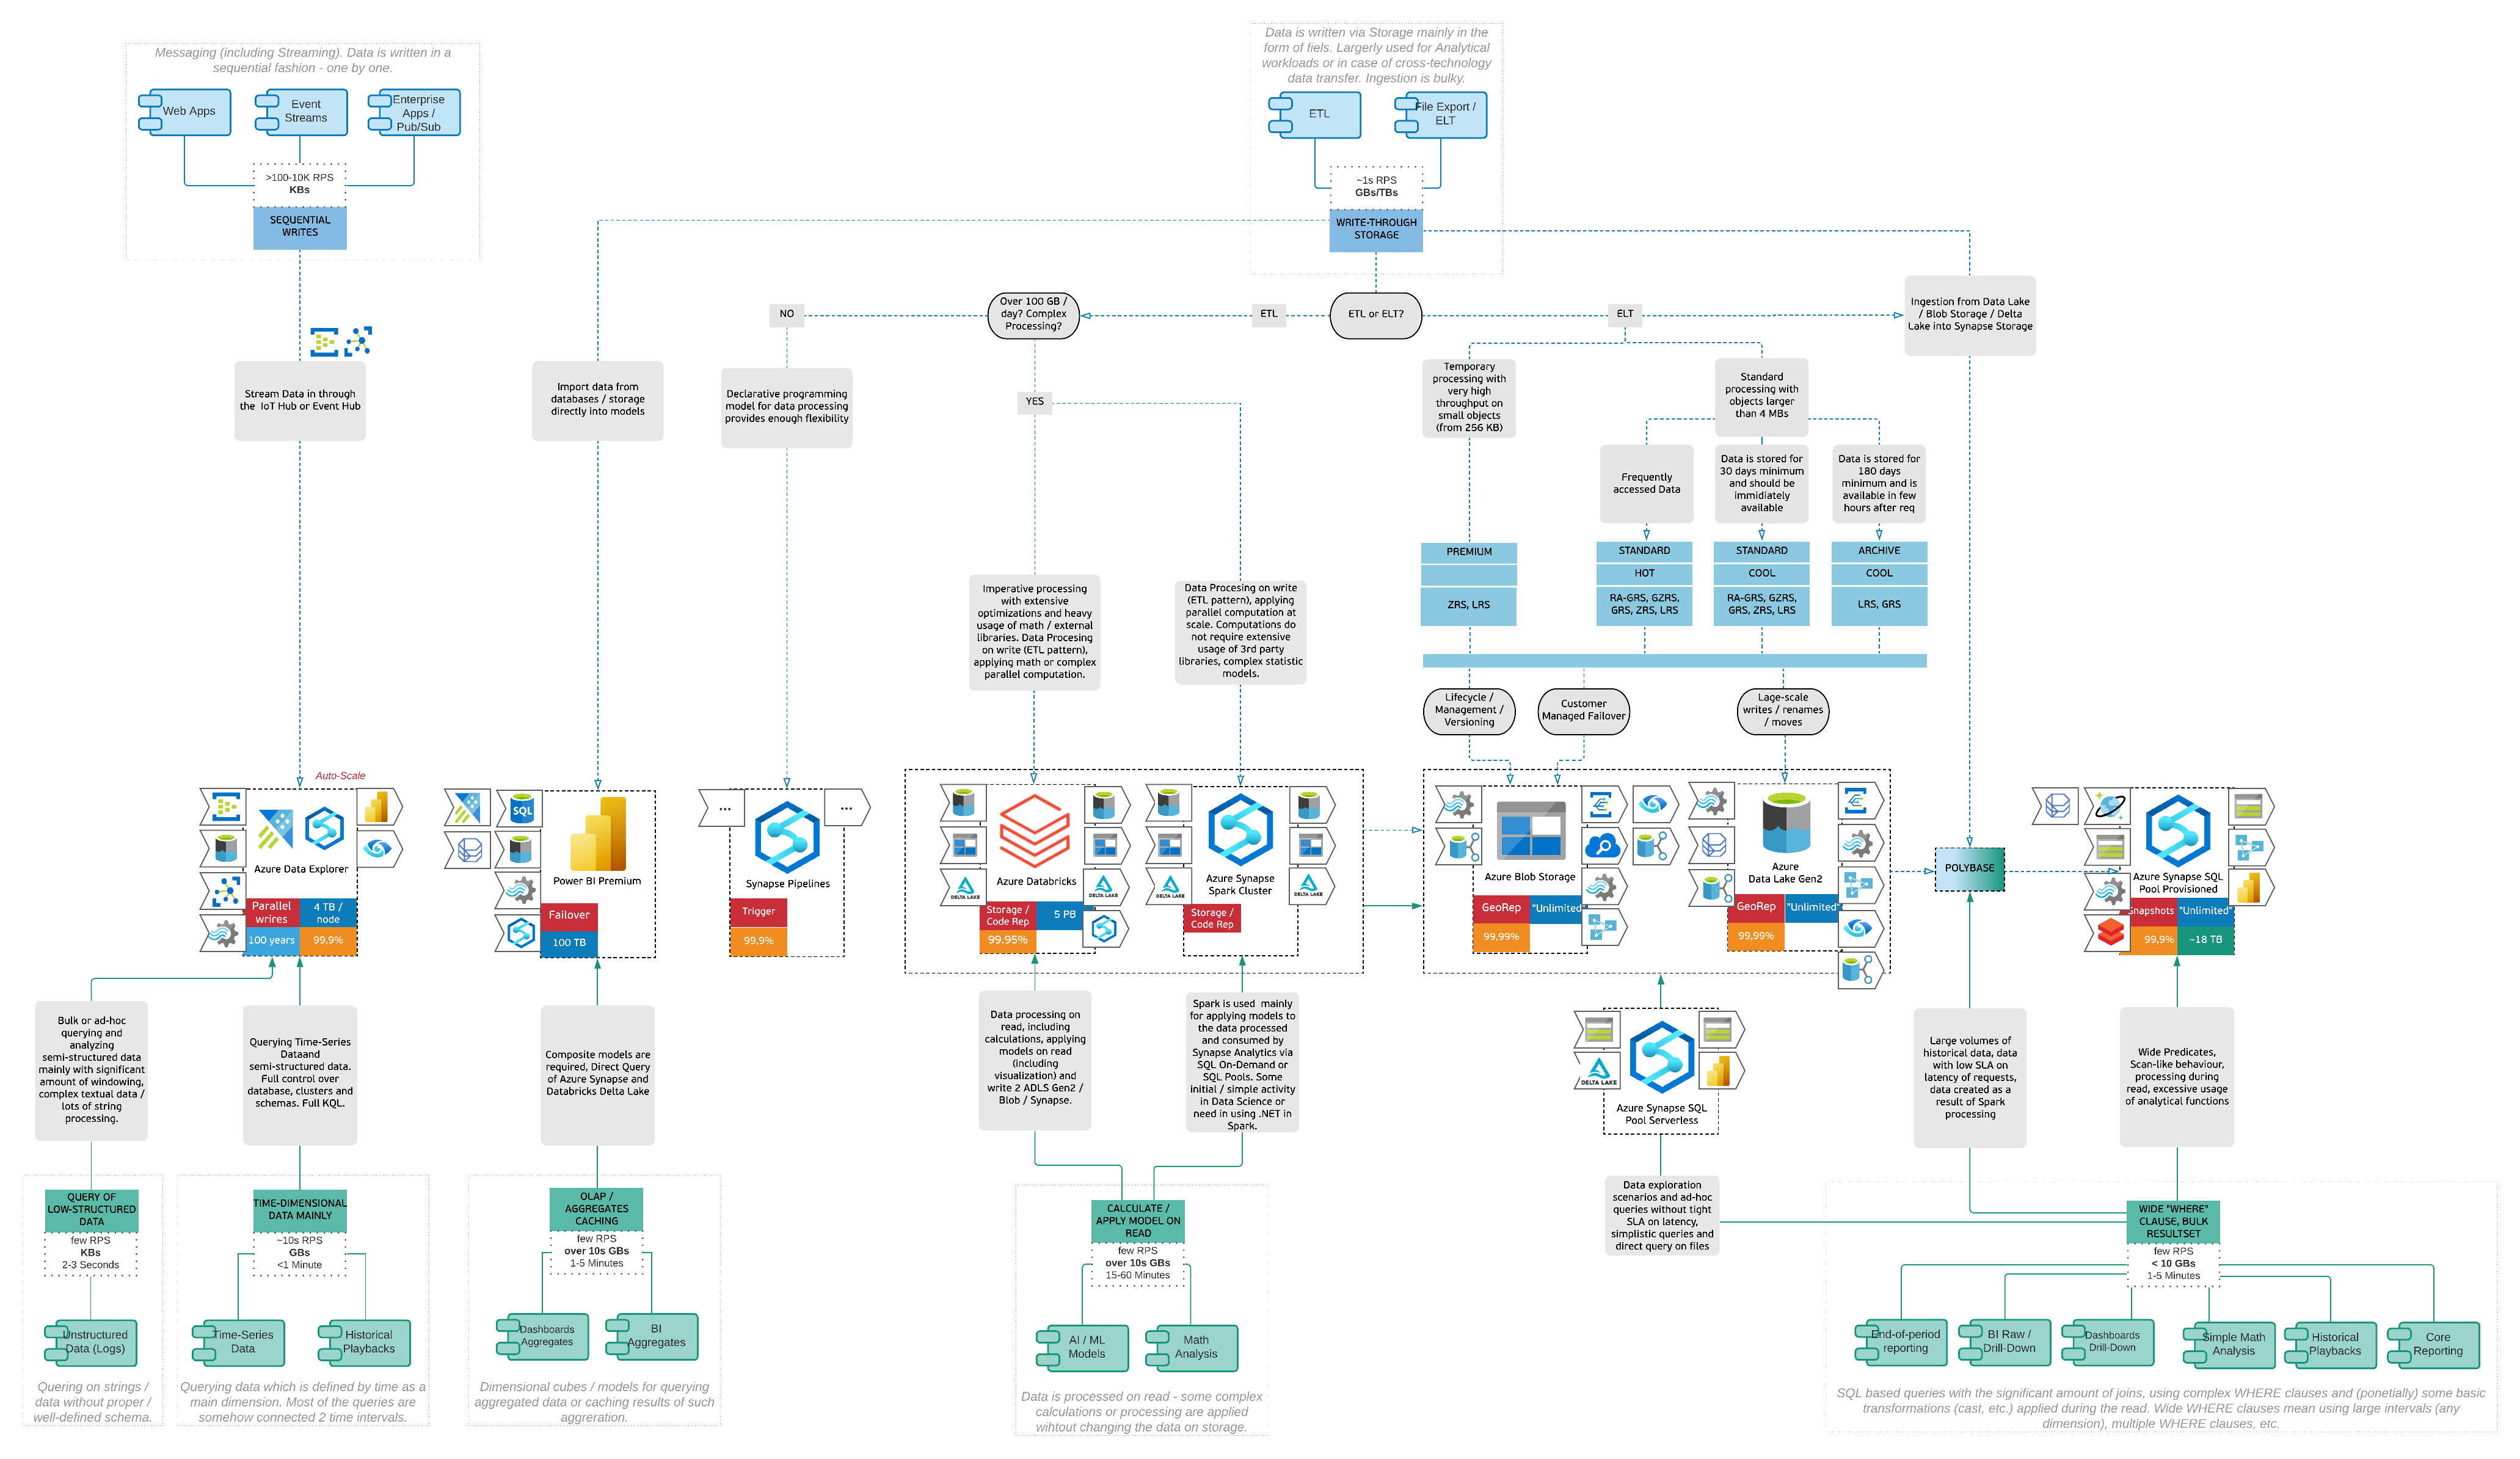 Messaging (including Streaming). Data is written in a
sequential fashion - one by one.
Web Apps
Event
Streams
Enterprise
Apps /
Pub/Sub
>100-10K RPS
KBs
SEQUENTIAL
WRITES
Data is written via Storage mainly in the
form of fiels. Largerly used for Analytical
workloads or in case of cross-technology
data transfer. Ingestion is bulky.
ETL
File Export /
ELT
~1s RPS
GBs/TBs
WRITE-THROUGH
STORAGE
NO
Over 100 GB /
day? Complex
Processing?
ETL
ETL or ELT?
ELT
Ingestion from Data Lake
/ Blob Storage / Delta
Lake into Synapse Storage
Stream Data in through
the IoT Hub or Event Hub
Import data from
databases / storage
directly into models
Declarative programming
model for data processing
provides enough flexibility
YES
Temporary
processing with
very high
throughput on
small objects
(from 256 KB)
Standard
processing with
objects larger
than 4 MBs
Frequently
accessed Data
Data is stored for
30 days minimum
and should be
immidiately
available
Data is stored for
180 days
minimum and is
available in few
hours after req
PREMIUM
ZRS, LRS
STANDARD
HOT
RA-GRS, GZRS,
GRS, ZRS, LRS
STANDARD
COOL
RA-GRS, GZRS,
GRS, ZRS, LRS
ARCHIVE
COOL
LRS, GRS
Imperative processing
with extensive
optimizations and heavy
usage of math / external
libraries. Data Procesing
on write (ETL pattern),
applying math or complex
parallel computation.
Data Procesing on write
(ETL pattern), applying
parallel computation at
scale. Computations do
not require extensive
usage of 3rd party
libraries, complex statistic
models.
Lifecycle /
Management /
Versioning
Customer
Managed Failover
Lage-scale
writes / renames
/ moves
Auto-Scale
Azure Data Explorer
Parallel
wrires
4 TB /
node
100 years
99,9%
SQL
Power BI Premium
Failover
100 TB
...
...
Synapse Pipelines
Trigger
99,9%
DELTA LAKE
Azure Databricks
DELTA LAKE
Storage /
Code Rep
5 PB
99.95%
Azure Synapse
Spark Cluster
DELTA LAKE
Storage /
Code Rep
Azure Blob Storage
GeoRep
"Unlimited"
99,99%
Azure
Data Lake Gen2
GeoRep
"Unlimited"
99,99%
POLYBASE
Azure Synapse SQL
Pool Provisioned
Snapshots
"Unlimited"
99,9%
~18 TB
Bulk or ad-hoc
querying and
analyzing
semi-structured data
mainly with significant
amount of windowing,
complex textual data /
lots of string
processing.
Querying Time-Series
Dataand
semi-structured data.
Full control over
database, clusters and
schemas. Full KQL.
Composite models are
required, Direct Query
of Azure Synapse and
Databricks Delta Lake
Data processing on
read, including
calculations, applying
models on read
(including
visualization) and
write 2 ADLS Gen2 /
Blob / Synapse.
Spark is used mainly
for applying models to
the data processed
and consumed by
Synapse Analytics via
SQL On-Demand or
SQL Pools. Some
initial / simple activity
in Data Science or
need in using .NET in
Spark.
DELTA LAKE
Azure Synapse SQL
Pool Serverless
Large volumes of
historical data, data
with low SLA on
latency of requests,
data created as a
result of Spark
processing
Wide Predicates,
Scan-like behaviour,
processing during
read, excessive usage
of analytical functions
Data exploration
scenarios and ad-hoc
queries without tight
SLA on latency,
simplistic queries and
direct query on files
QUERY OF
LOW-STRUCTURED
DATA
few RPS
KBs
2-3 Seconds
Unstructured
Data (Logs)
Quering on strings /
data without proper /
well-defined schema.
TIME-DIMENSIONAL
DATA MAINLY
~10s RPS
GBs
<1 Minute
Time-Series
Data
Historical
Playbacks
Querying data which is defined by time as a
main dimension. Most of the queries are
somehow connected 2 time intervals.
OLAP /
AGGREGATES
CACHING
few RPS
over 10s GBs
1-5 Minutes
Dashboards
Aggregates
BI
Aggregates
Dimensional cubes / models for querying
aggregated data or caching results of such
aggreration.
CALCULATE /
APPLY MODEL ON
READ
few RPS
over 10s GBs
15-60 Minutes
AI / ML
Models
Math
Analysis
Data is processed on read - some complex
calculations or processing are applied
wihtout changing the data on storage.
WIDE "WHERE"
CLAUSE, BULK
RESULTSET
few RPS
< 10 GBs
1-5 Minutes
End-of-period
reporting
BI Raw /
Drill-Down
Dashboards
Drill-Down
Simple Math
Analysis
Historical
Playbacks
Core
Reporting
SQL based queries with the significant amount of joins, using complex WHERE clauses and (ponetially) some basic
transformations (cast, etc.) applied during the read. Wide WHERE clauses mean using large intervals (any
dimension), multiple WHERE clauses, etc.